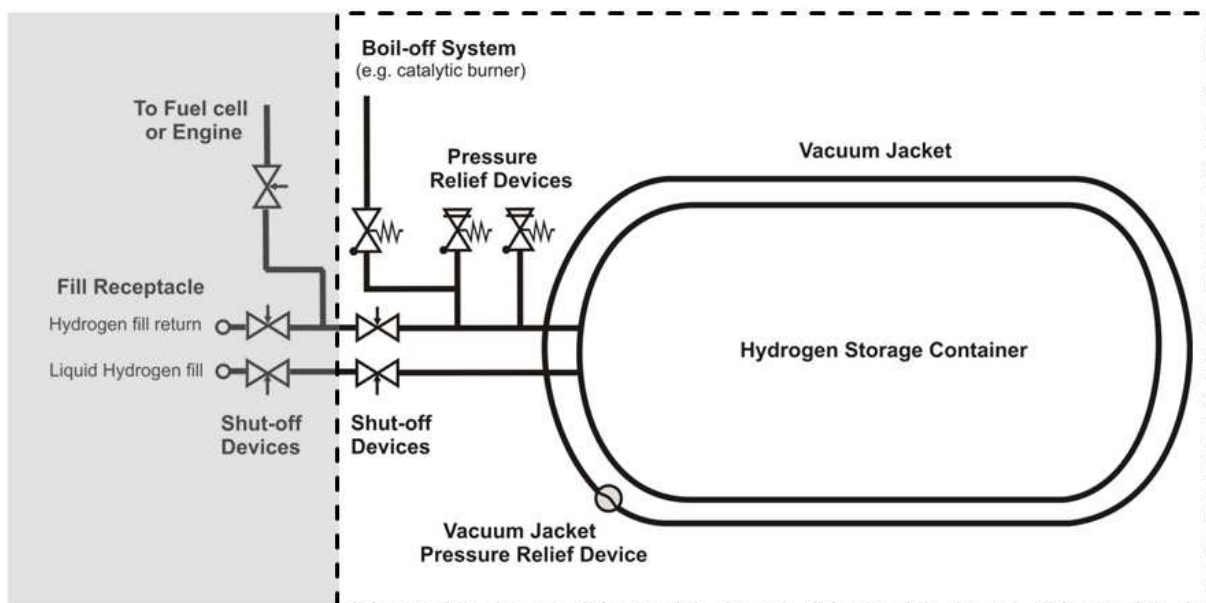 Boil-off System
(e.g. catalytic burner)
To Fuel cell
or Engine
Pressure
Relief Devices
Vacuum Jacket
Fill Receptacle
Hydrogen fill return
Liquid Hydrogen fill
Hydrogen Storage Container
Shut-off
Devices
Shut-off
Devices
Vacuum Jacket
Pressure Relief Device